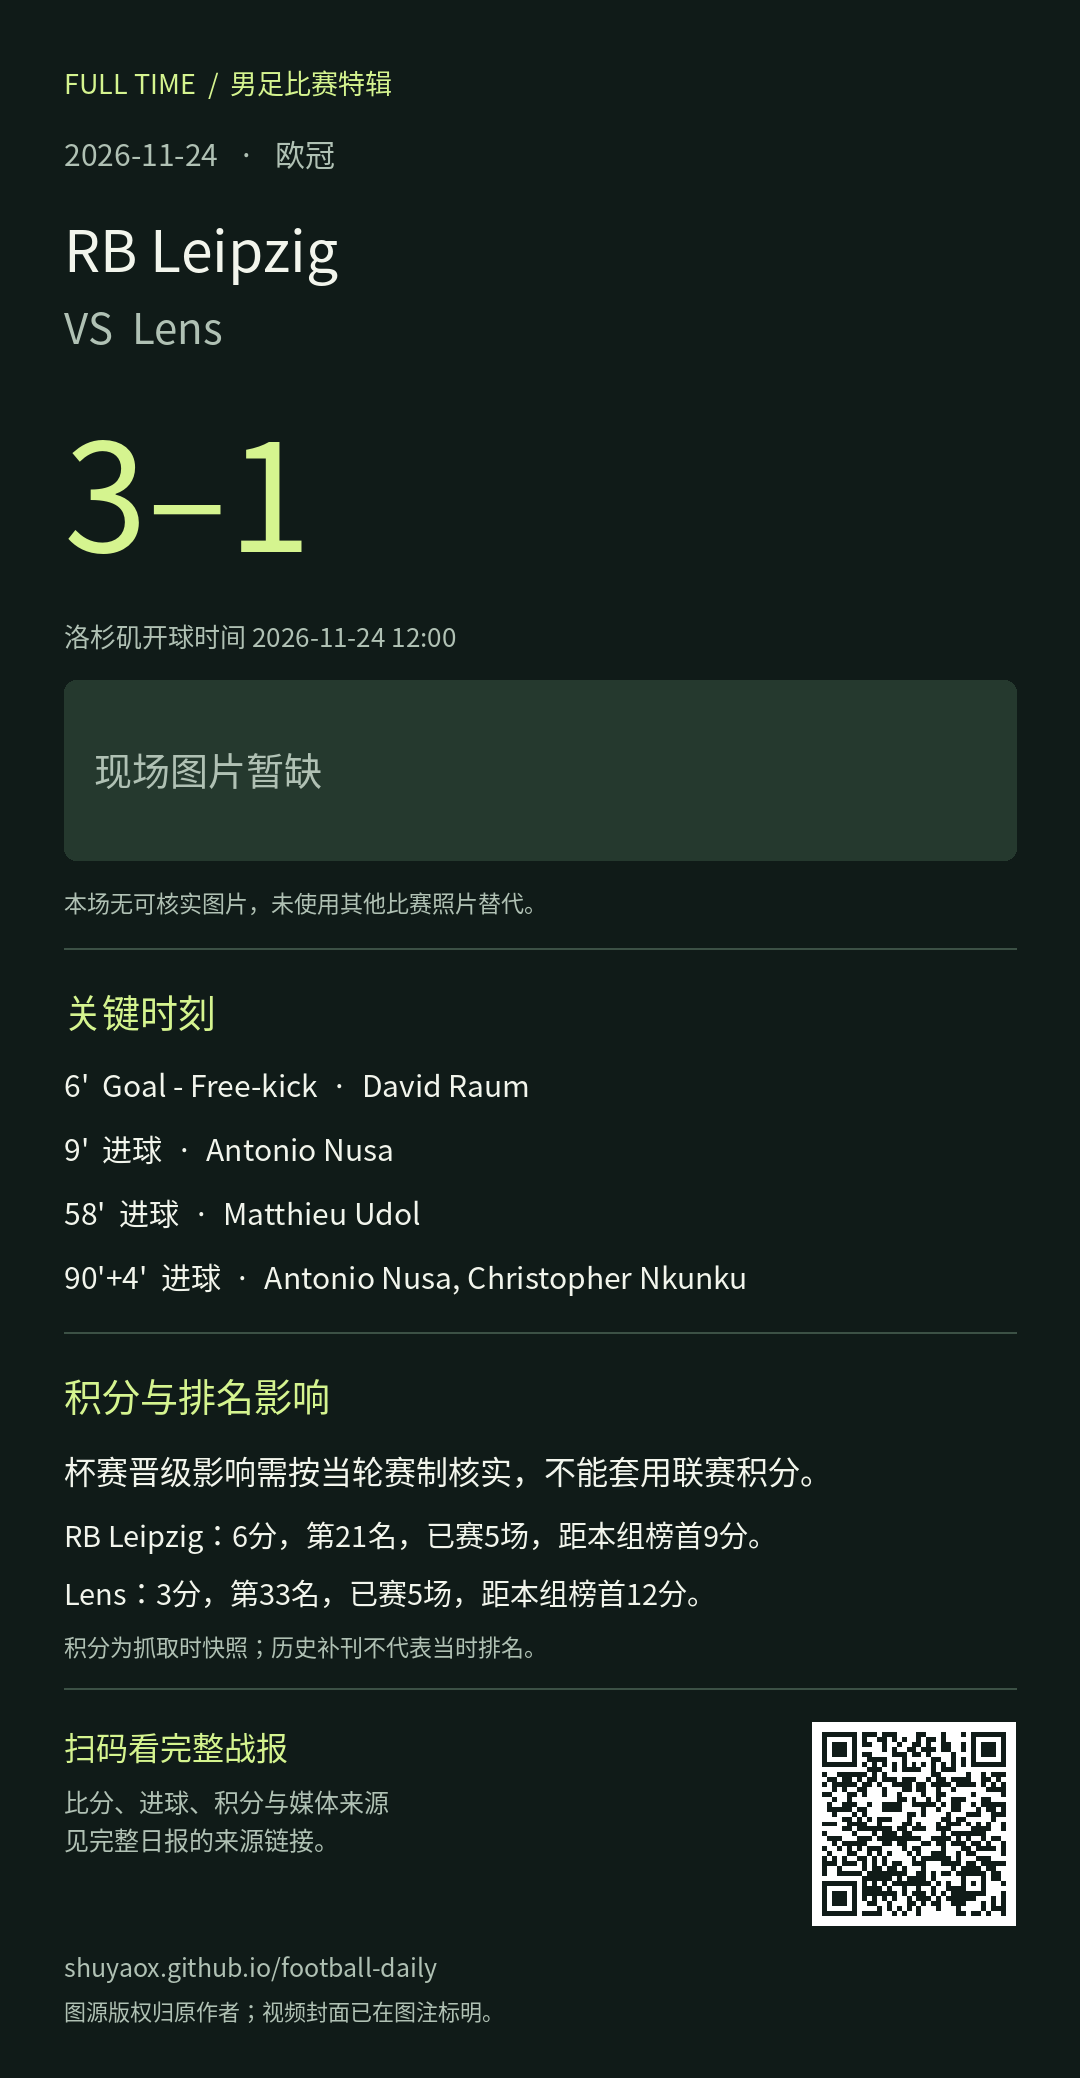 FULL TIME / 男足比赛特辑
2026-11-24 · 欧冠
RB Leipzig
VS Lens
3–1
洛杉矶开球时间 2026-11-24 12:00
现场图片暂缺
本场无可核实图片，未使用其他比赛照片替代。
关键时刻
6' Goal - Free-kick · David Raum
9' 进球 · Antonio Nusa
58' 进球 · Matthieu Udol
90'+4' 进球 · Antonio Nusa, Christopher Nkunku
积分与排名影响
杯赛晋级影响需按当轮赛制核实，不能套用联赛积分。
RB Leipzig：6分，第21名，已赛5场，距本组榜首9分。
Lens：3分，第33名，已赛5场，距本组榜首12分。
积分为抓取时快照；历史补刊不代表当时排名。
扫码看完整战报
比分、进球、积分与媒体来源
见完整日报的来源链接。
shuyaox.github.io/football-daily
图源版权归原作者；视频封面已在图注标明。